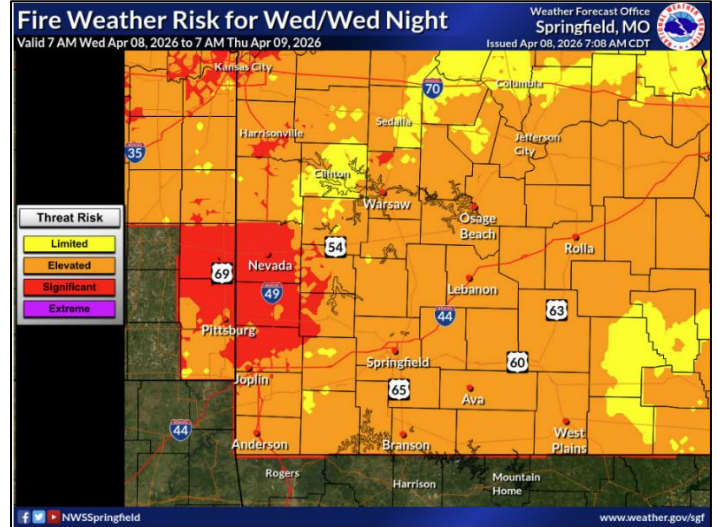 Fire Weather Risk for Wed/Wed Night
Valid 7 AM Wed Apr 08, 2026 to 7 AM Thu Apr 09, 2026
Weather Forecast Office
Springfield, MO
Issued Apr 08, 2026 7:08 AM CDT
Kansas City
70
Columbia
Sedalia
Harrisonville
Jefferson
City
35
Clinton
Warsaw
Osage
Beach
Threat Risk
Limited
Elevated
Significant
Extreme
54
Rolla
Nevada
69
49
Lebanon
63
44
Pittsburg
Springfield
60
Joplin
65
Ava
44
Anderson
Branson
West
Plains
Rogers
Harrison
Mountain
Home
NWSSpringfield
www.weather.gov/sgf